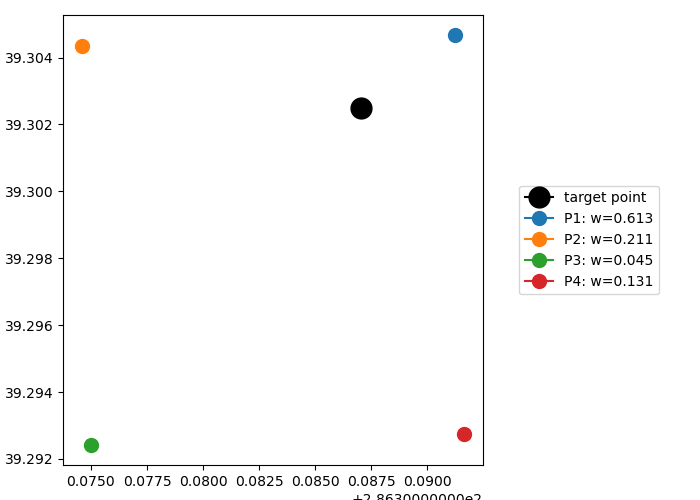 39.304
39.302
39.300
39.298
39.296
39.294
39.292
0.0750 0.0775 0.0800 0.0825 0.0850 0.0875 0.0900
+2.8630000000e2
target point
P1: w=0.613
P2: w=0.211
P3: w=0.045
P4: w=0.131